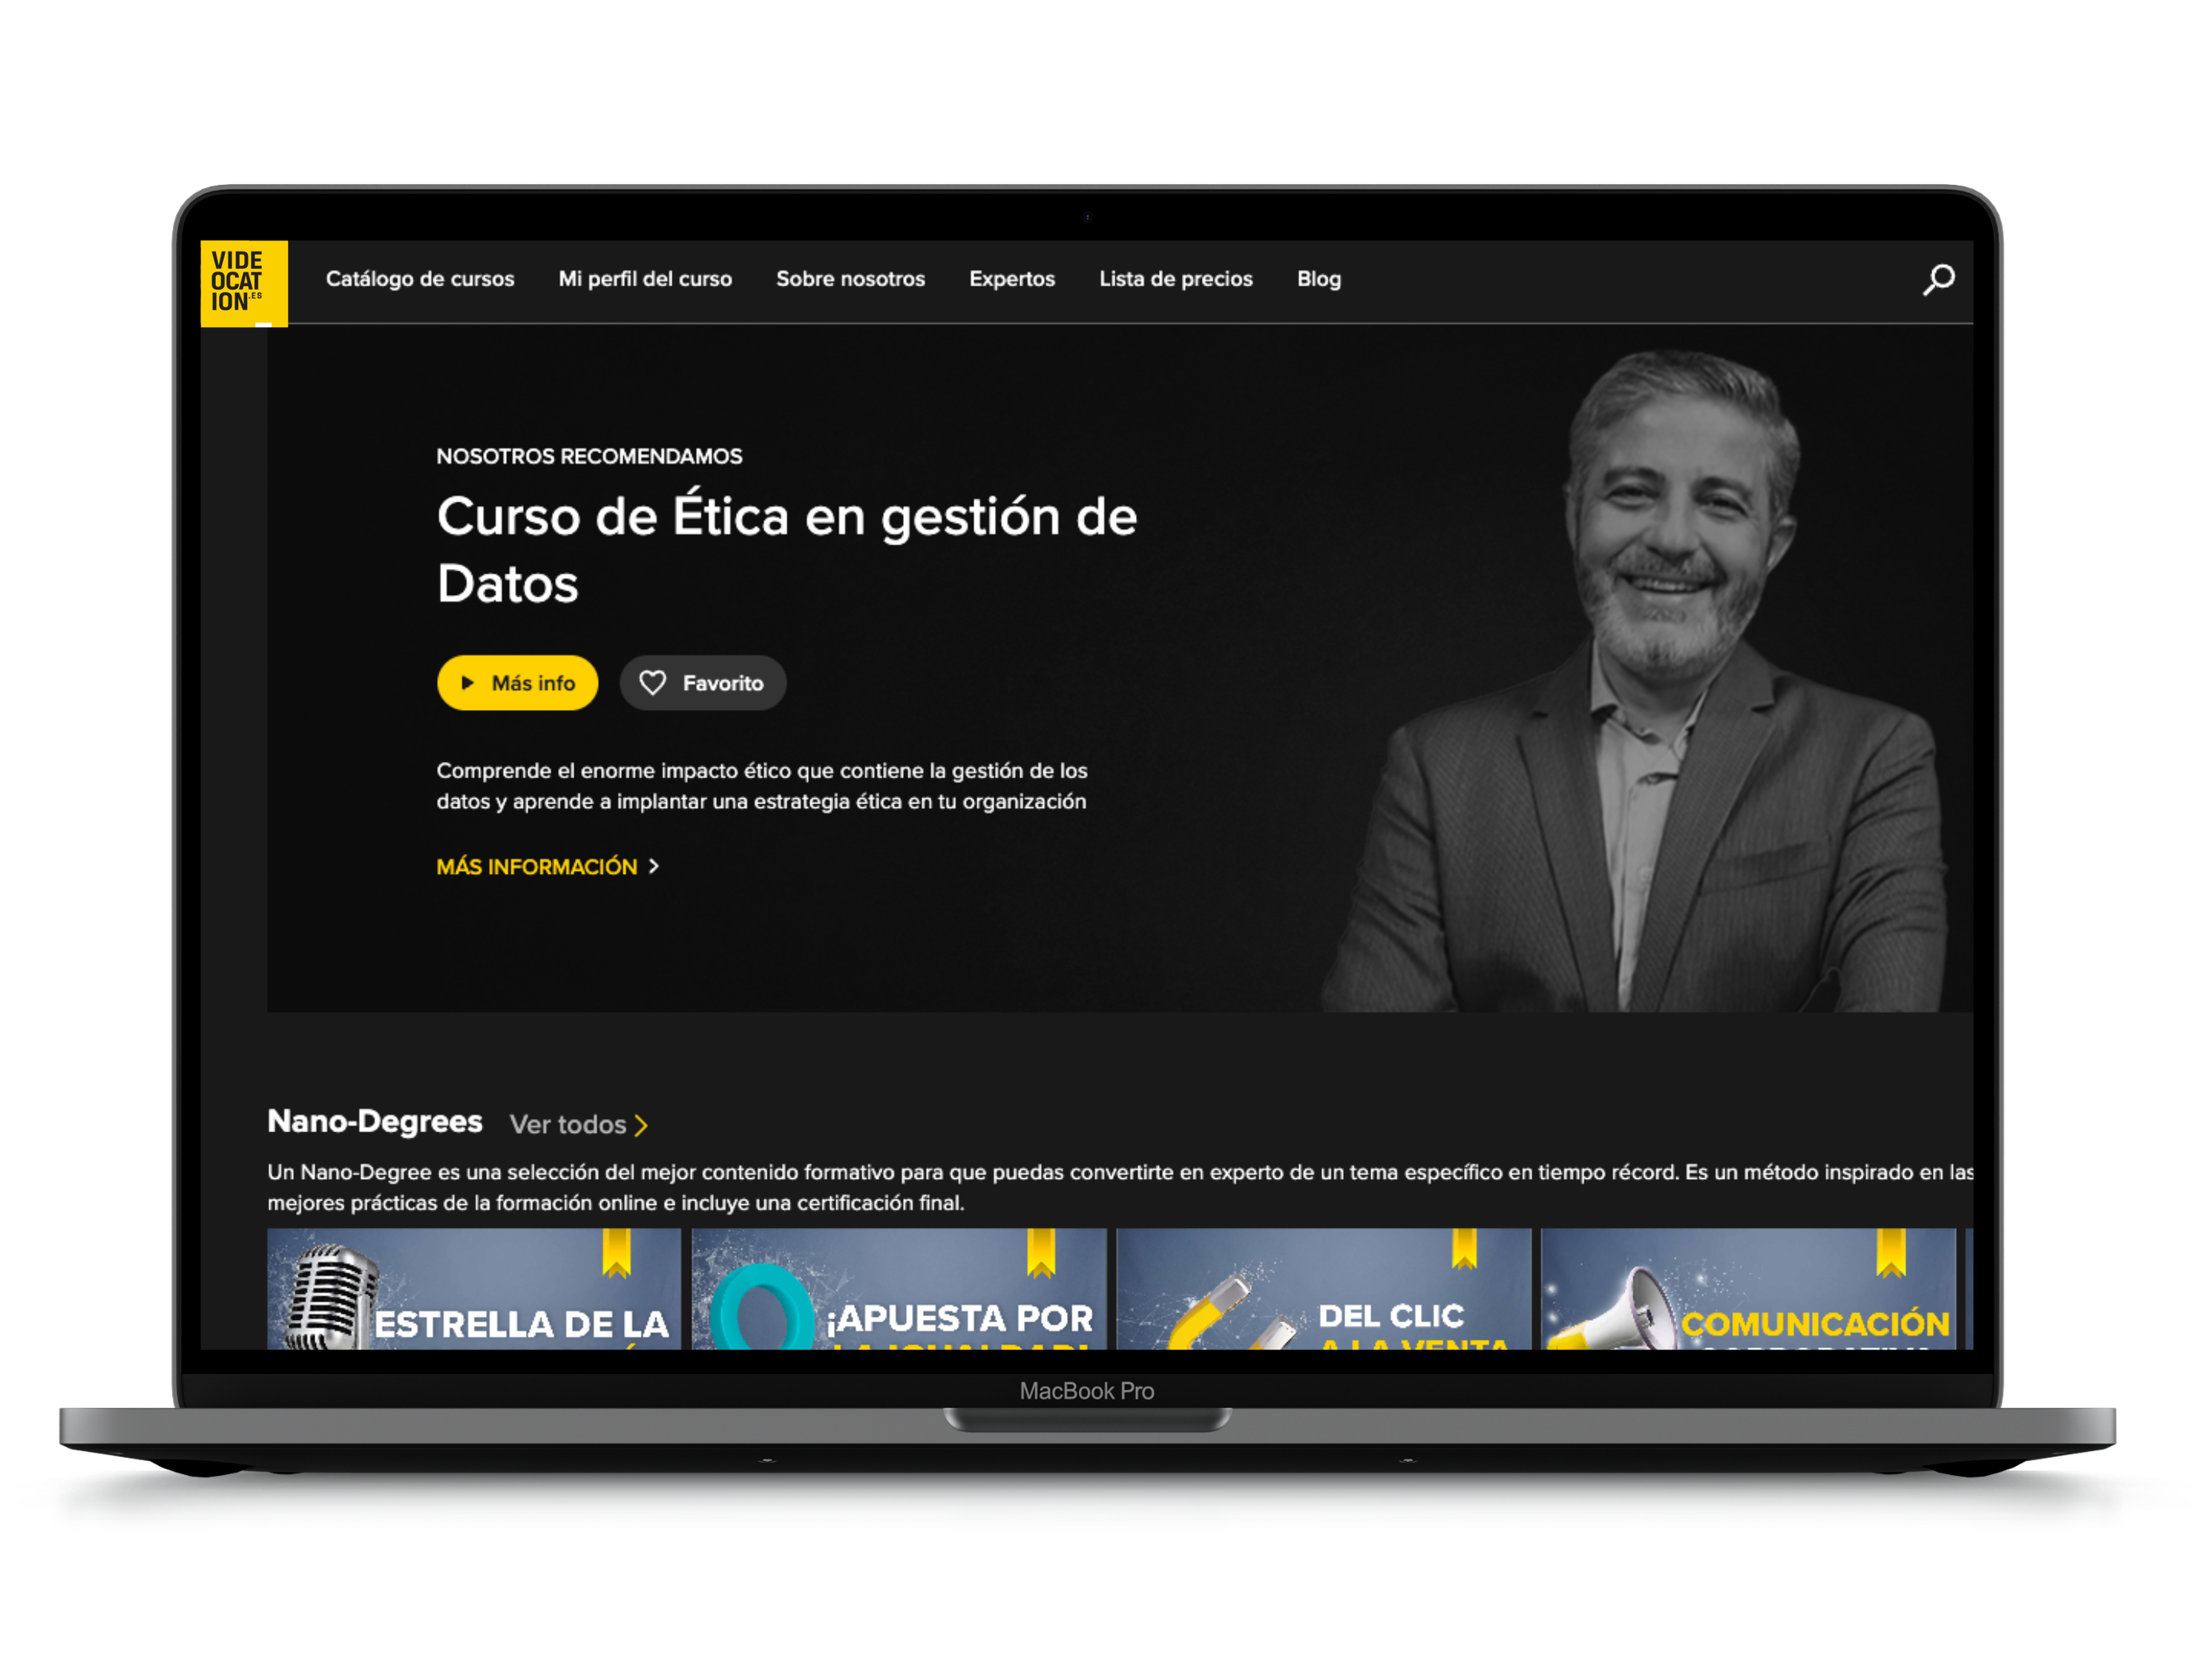 VIDE
OCAT
ION.ES
Catálogo de cursos Mi perfil del curso Sobre nosotros Expertos Lista de precios Blog
NOSOTROS RECOMENDAMOS
Curso de Ética en gestión de
Datos
Más info Favorito
Comprende el enorme impacto ético que contiene la gestión de los
datos y aprende a implantar una estrategia ética en tu organización
MÁS INFORMACIÓN
Nano-Degrees Ver todos
Un Nano-Degree es una selección del mejor contenido formativo para que puedas convertirte en experto de un tema específico en tiempo récord. Es un método inspirado en las
mejores prácticas de la formación online e incluye una certificación final.
ESTRELLA DE LA
¡APUESTA POR
LA IGUALDAD!
DEL CLIC
A LA VENTA
COMUNICACIÓN
CORPORATIVA
MacBook Pro